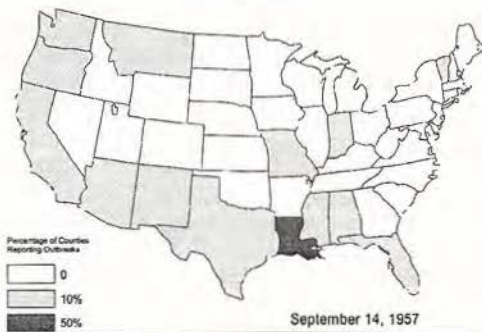 Percentage of Counties
Reporting Outbreaks
0
10%
50%
September 14, 1957